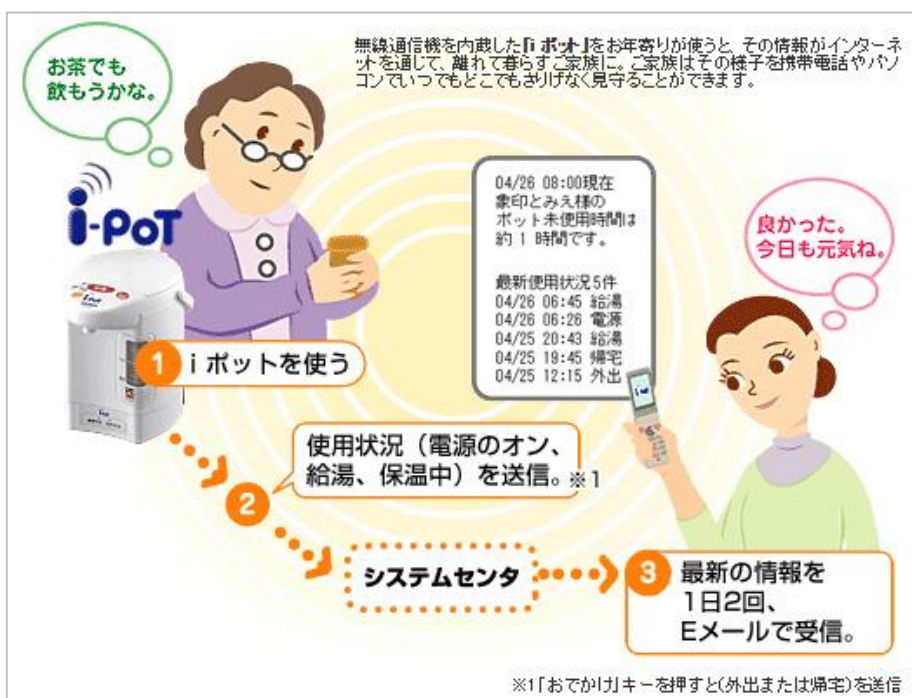 無線通信機を内蔵した「i ポット」をお年寄りが使うと、その情報がインターネ
ットを通じて、離れて暮らすご家族に。ご家族はその様子を携帯電話やパソ
コンでいつでもどこでもさりげなく見守ることができます。
お茶でも
飲もうかな。
i-PoT
04/26 08:00現在
象印とみえ様の
ポット未使用時間は
約 1 時間です。
最新使用状況5件
04/26 06:45 給湯
04/26 06:26 電源
04/25 20:43 給湯
04/25 19:45 帰宅
04/25 12:15 外出
良かった。
今日も元気ね。
1 i ポットを使う
2 使用状況（電源のオン、
給湯、保温中）を送信。※1
システムセンタ
3 最新の情報を
1日2回、
Eメールで受信。
※1「おでかけ」キーを押すと(外出または帰宅)を送信